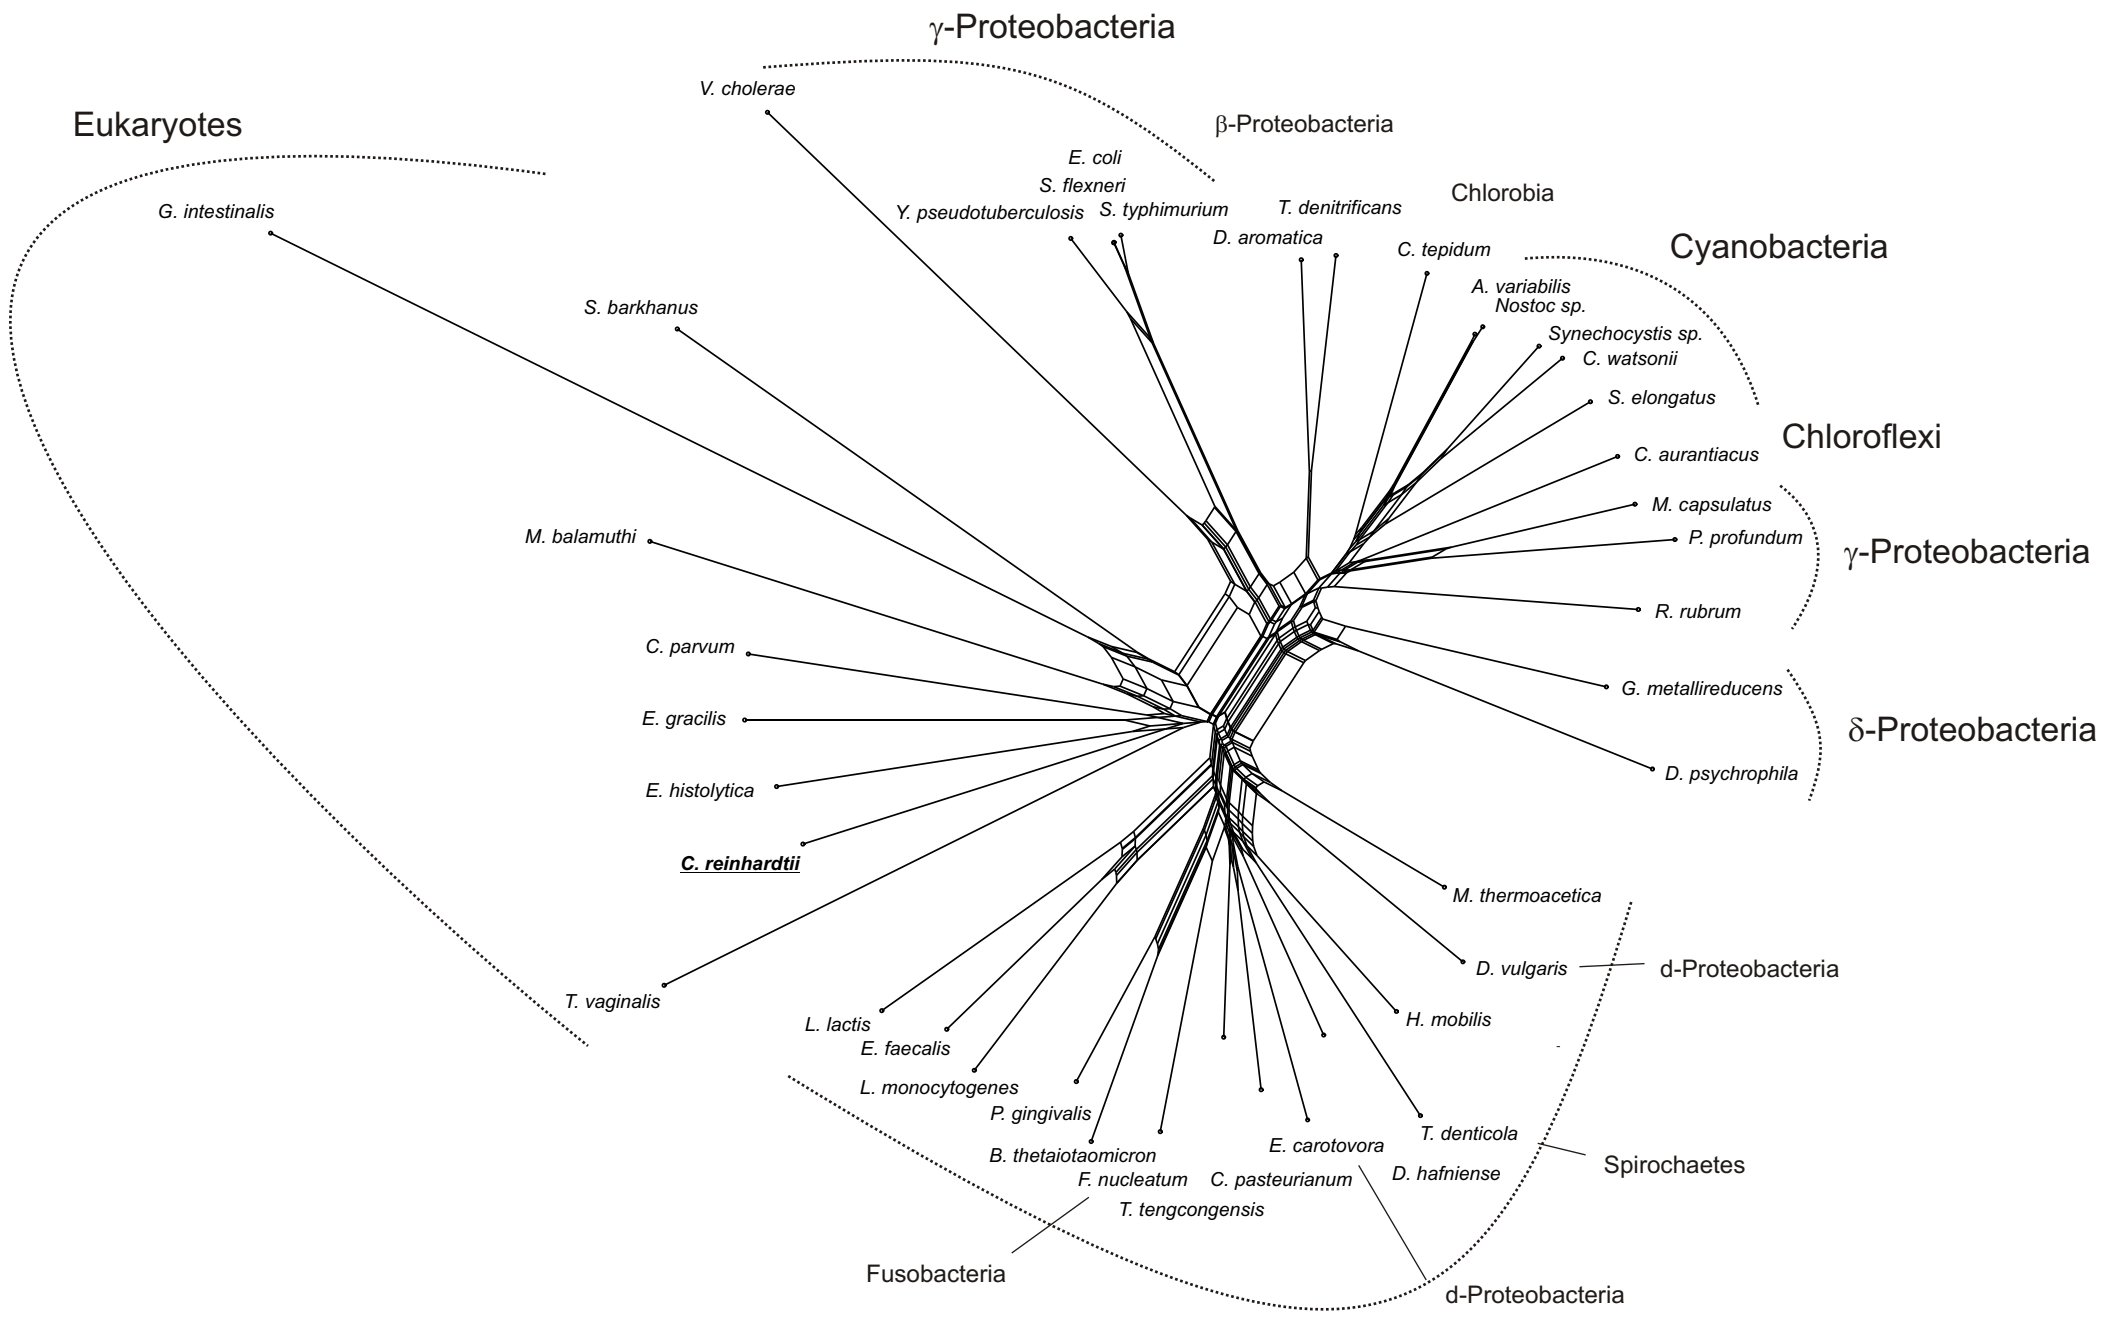 γ-Proteobacteria
V. cholerae
Eukaryotes
β-Proteobacteria
E. coli
S. flexneri
Chlorobia
G. intestinalis
Y. pseudotuberculosis
S. typhimurium
T. denitrificans
D. aromatica
C. tepidum
Cyanobacteria
A. variabilis
Nostoc sp.
S. barkhanus
Synechocystis sp.
C. watsonii
S. elongatus
Chloroflexi
C. aurantiacus
M. capsulatus
M. balamuthi
P. profundum
γ-Proteobacteria
R. rubrum
C. parvum
G. metallireducens
E. gracilis
δ-Proteobacteria
D. psychrophila
E. histolytica
C. reinhardtii
M. thermoacetica
D. vulgaris
d-Proteobacteria
T. vaginalis
L. lactis
H. mobilis
E. faecalis
L. monocytogenes
P. gingivalis
T. denticola
E. carotovora
B. thetaiotaomicron
Spirochaetes
D. hafniense
F. nucleatum
C. pasteurianum
T. tengcongensis
Fusobacteria
d-Proteobacteria